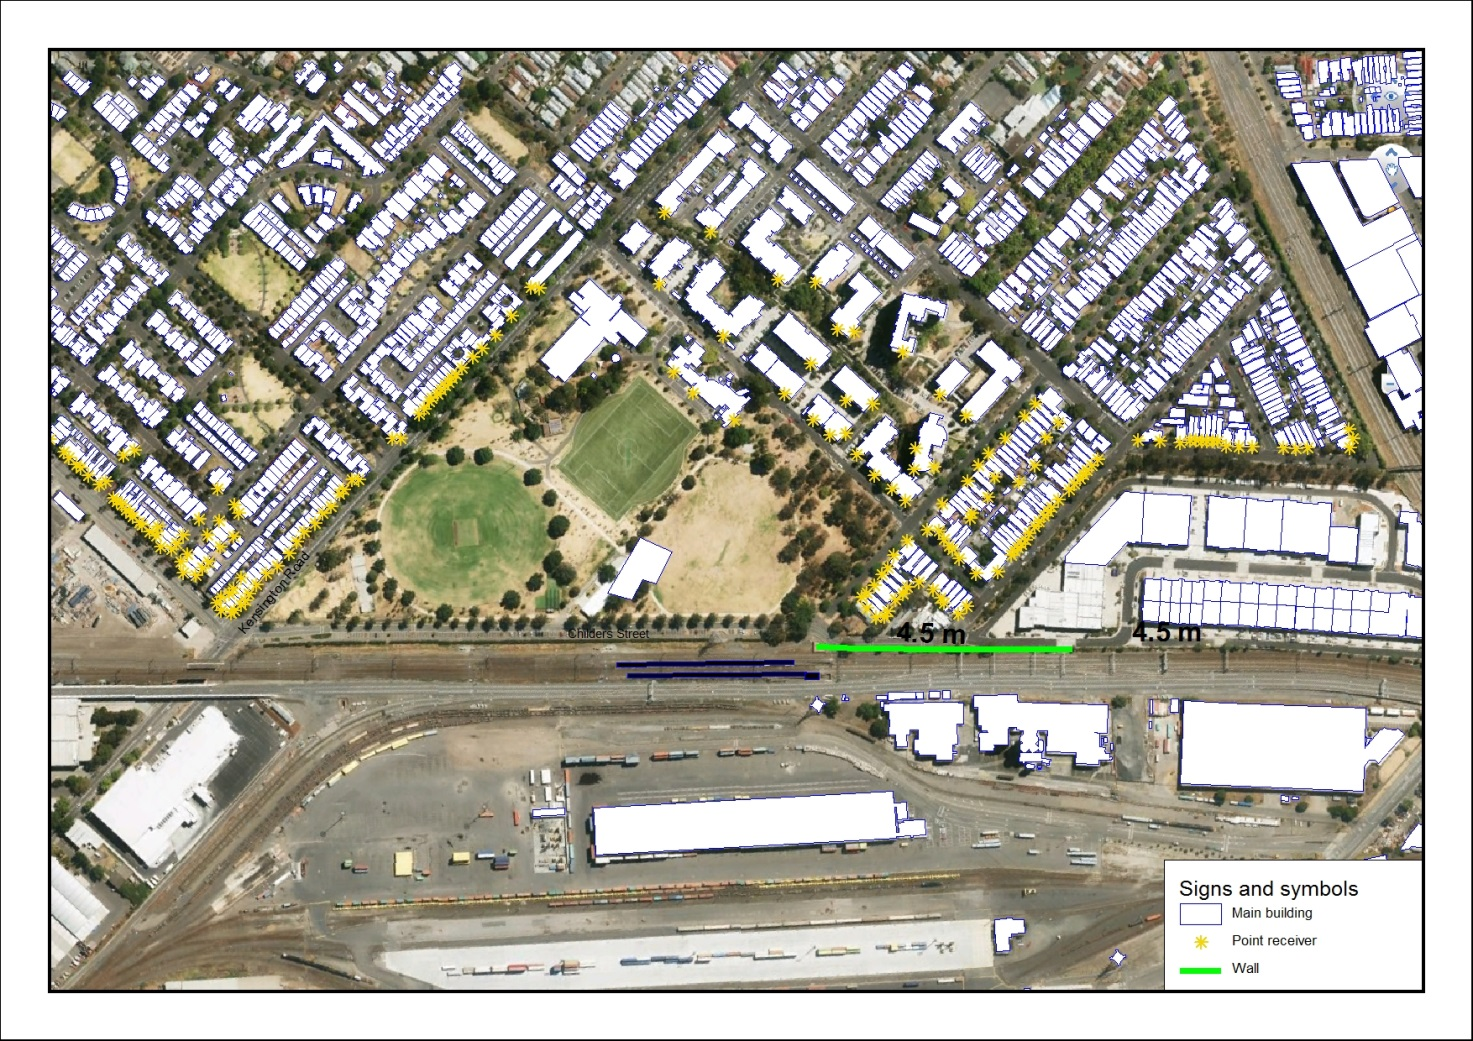 Kensington Road
Childers Street
4.5 m
4.5 m
Signs and symbols
Main building
Point receiver
Wall